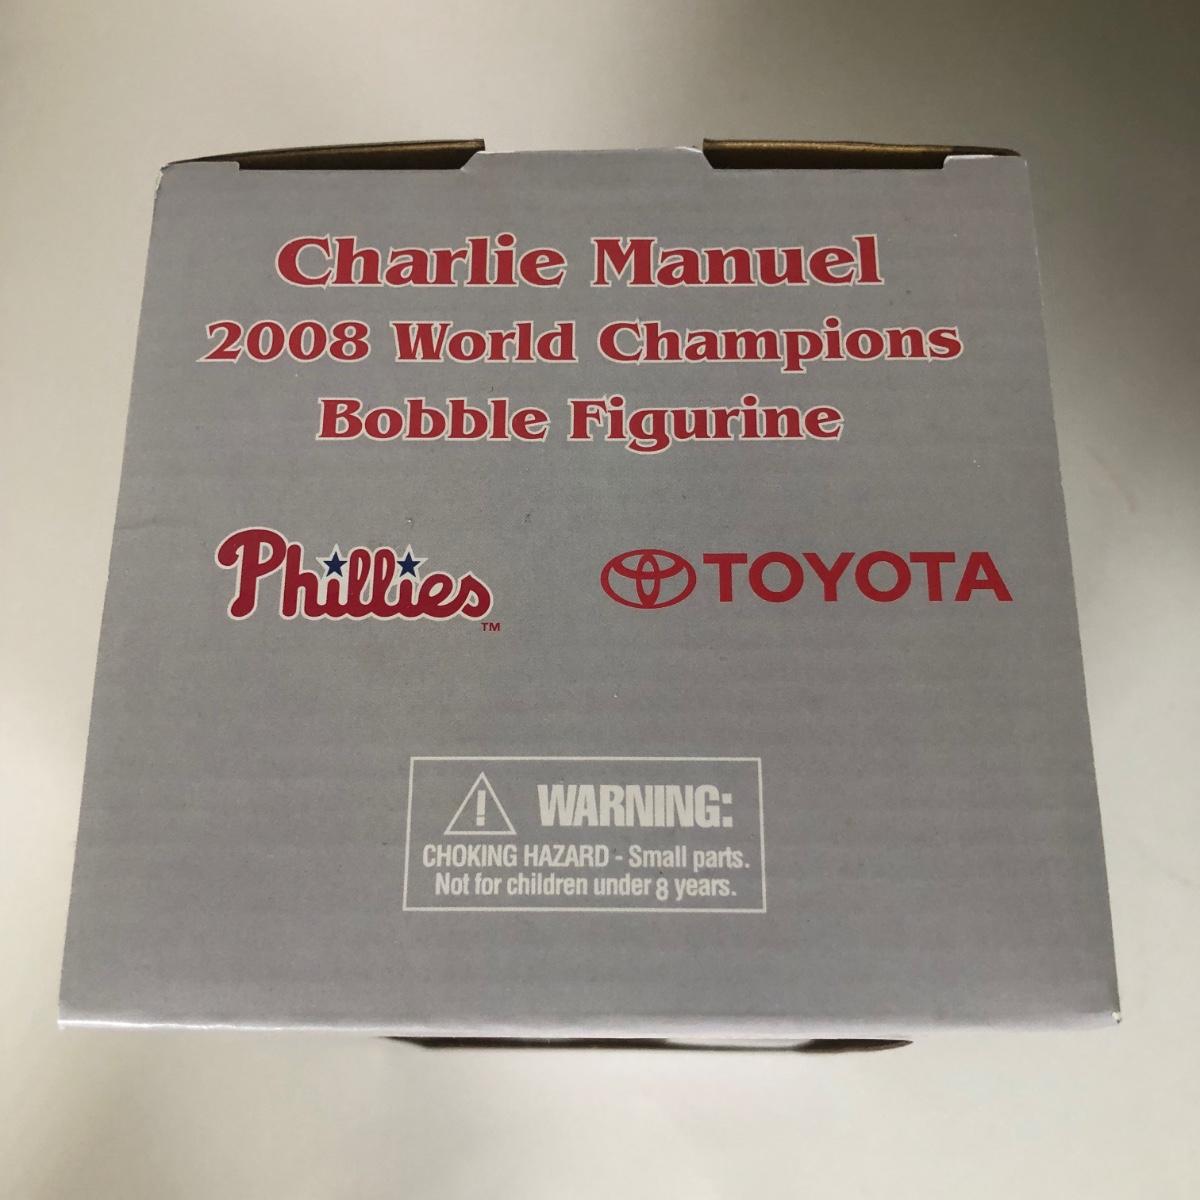 Charlie Manuel
2008 World Champions
Bobble Figurine
Phillies TM
TOYOTA
! WARNING:
CHOKING HAZARD - Small parts.
Not for children under 8 years.